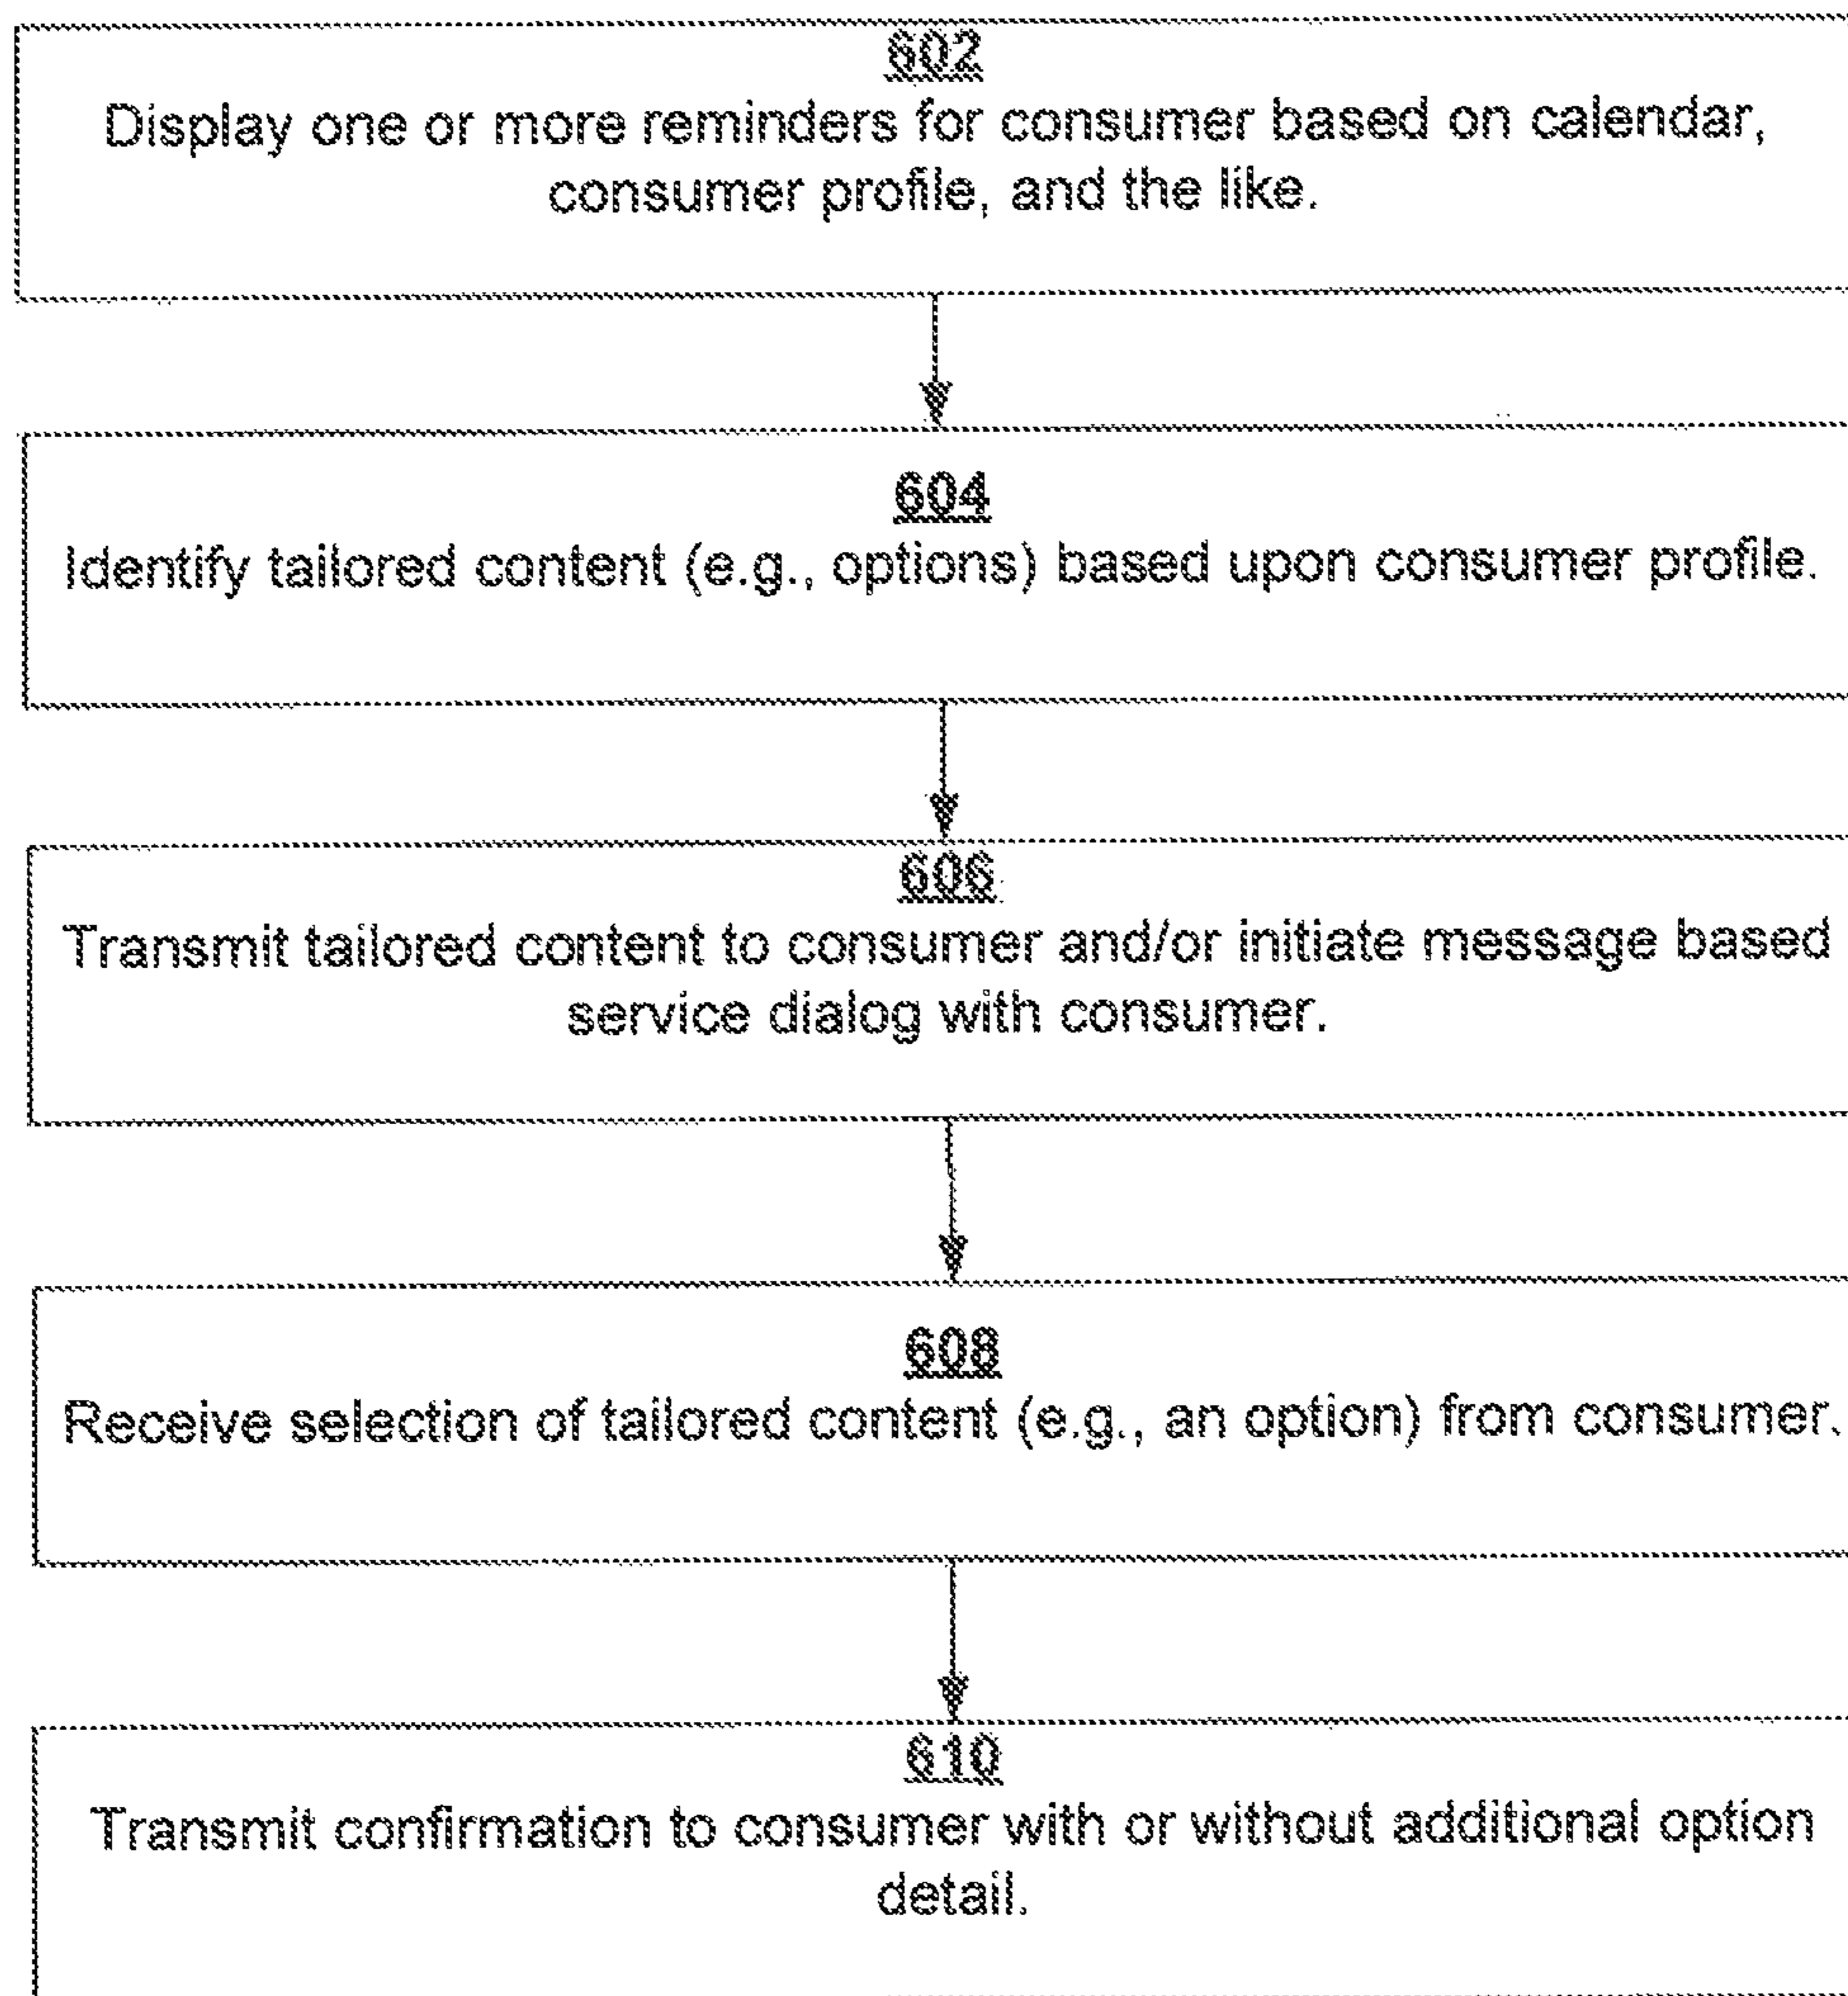 602
Display one or more reminders for consumer based on calendar,
consumer profile, and the like.
604
Identify tailored content (e.g., options) based upon consumer profile.
606
Transmit tailored content to consumer and/or initiate message based
service dialog with consumer.
608
Receive selection of tailored content (e.g., an option) from consumer.
610
Transmit confirmation to consumer with or without additional option
detail.